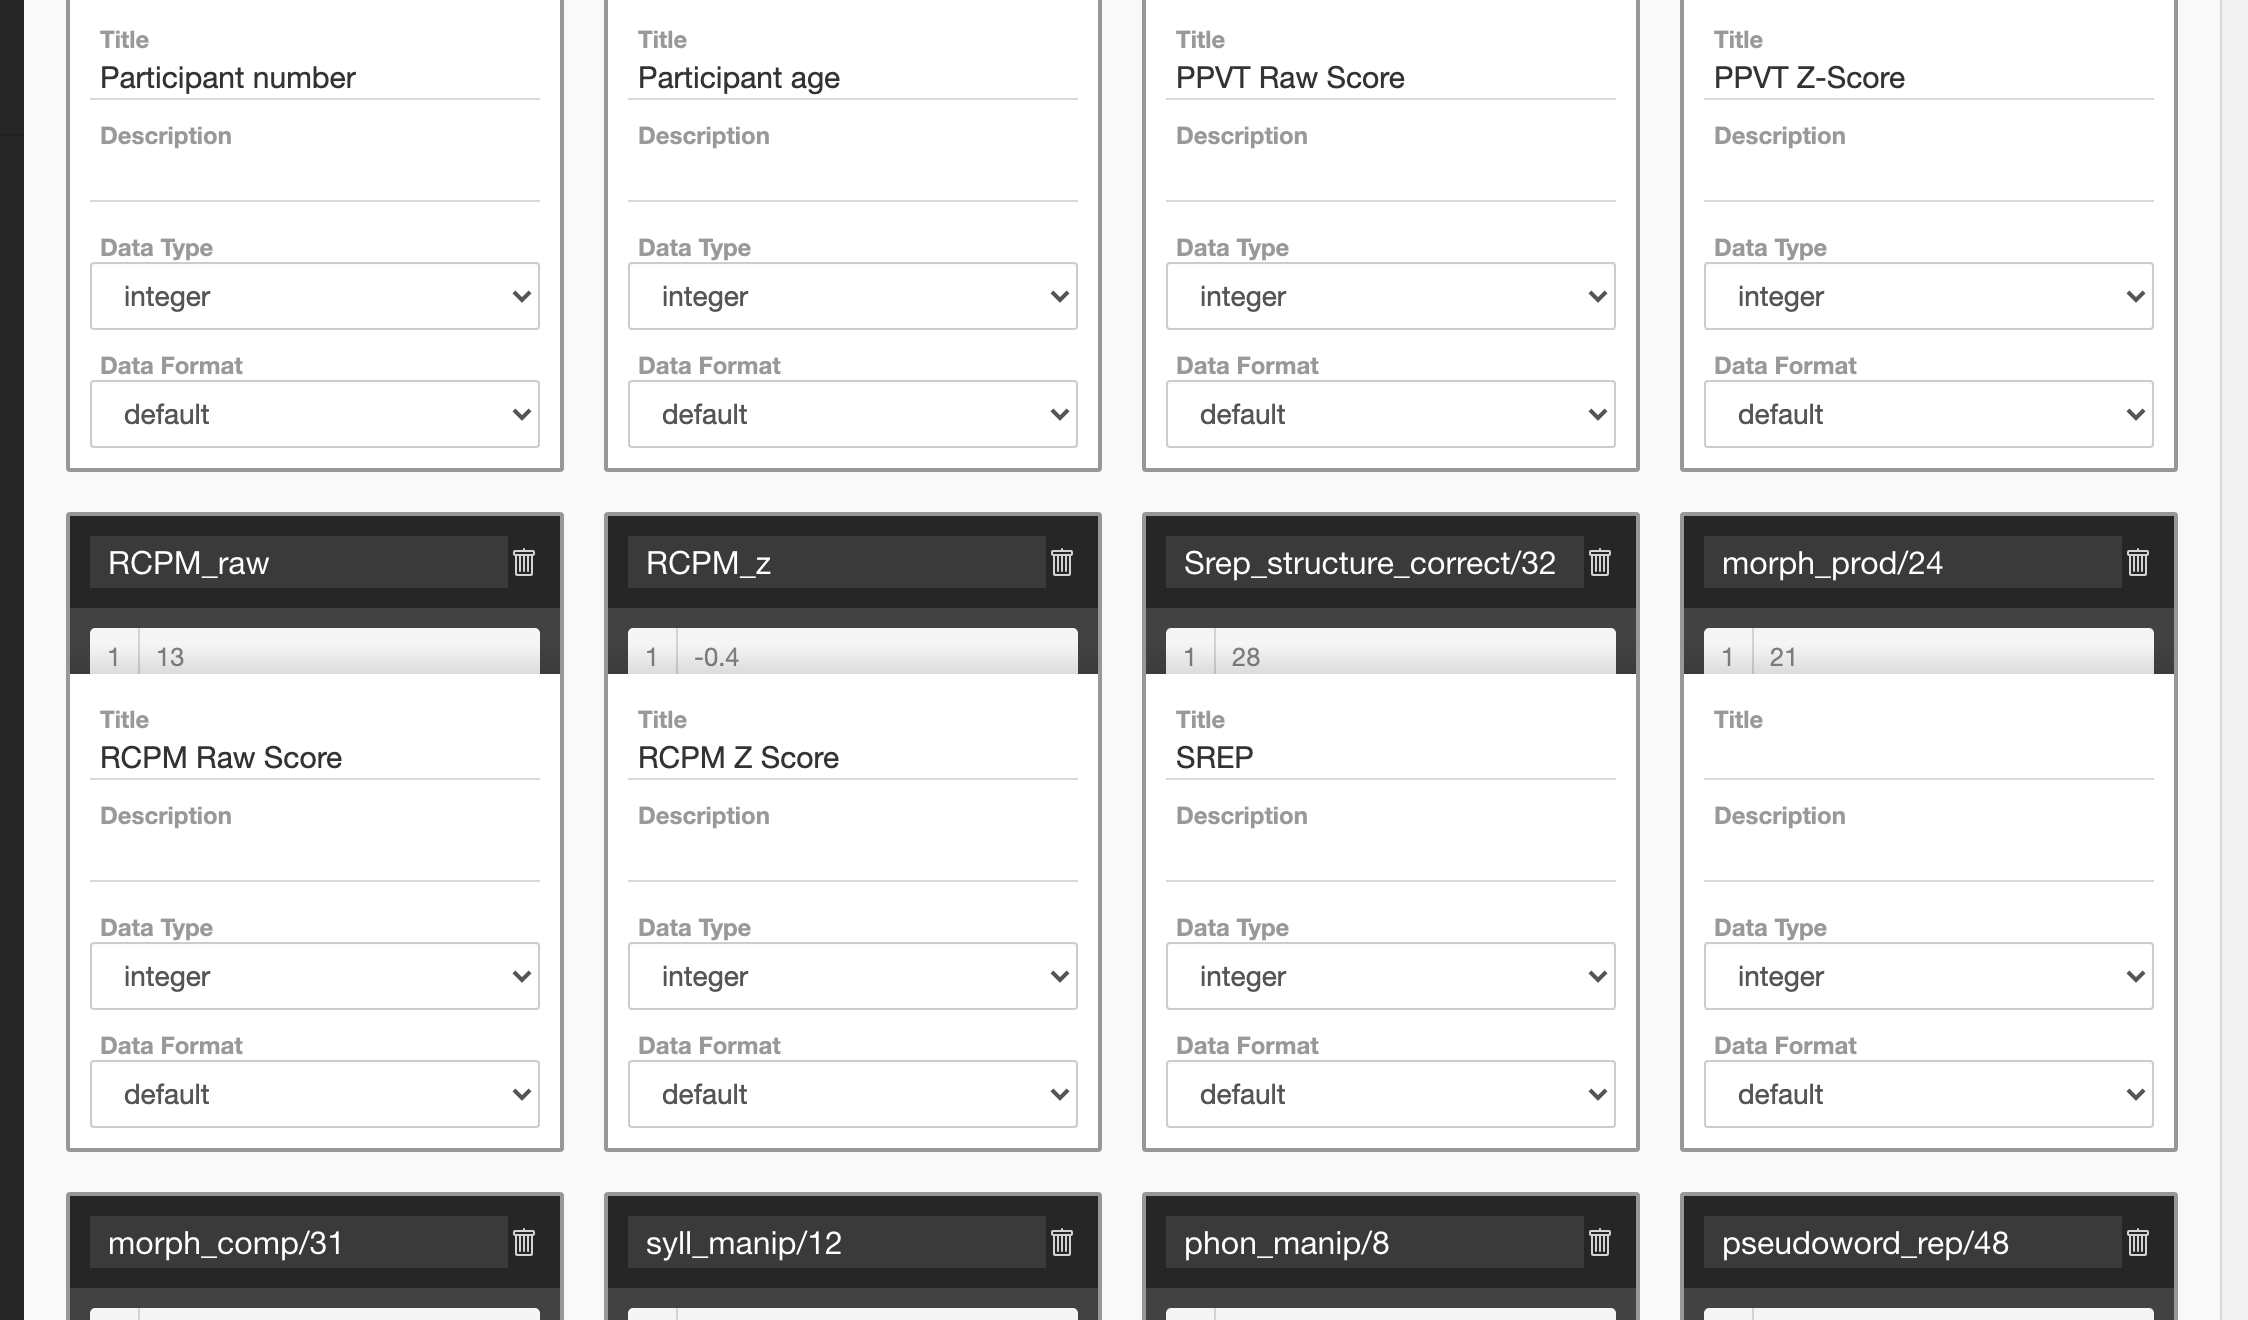 Title Title Title Title
Participant number Participant age PPVT Raw Score PPVT Z-Score
Description Description Description Description
Data Type Data Type Data Type Data Type
integer integer integer integer
Data Format Data Format Data Format Data Format
default default default default
RCPM_raw RCPM_z Srep_structure_correct/32 morph_prod/24
1 13 1 -0.4 1 28 1 21
Title Title Title Title
RCPM Raw Score RCPM Z Score SREP
Description Description Description Description
Data Type Data Type Data Type Data Type
integer integer integer integer
Data Format Data Format Data Format Data Format
default default default default
morph_comp/31 syll_manip/12 phon_manip/8 pseudoword_rep/48